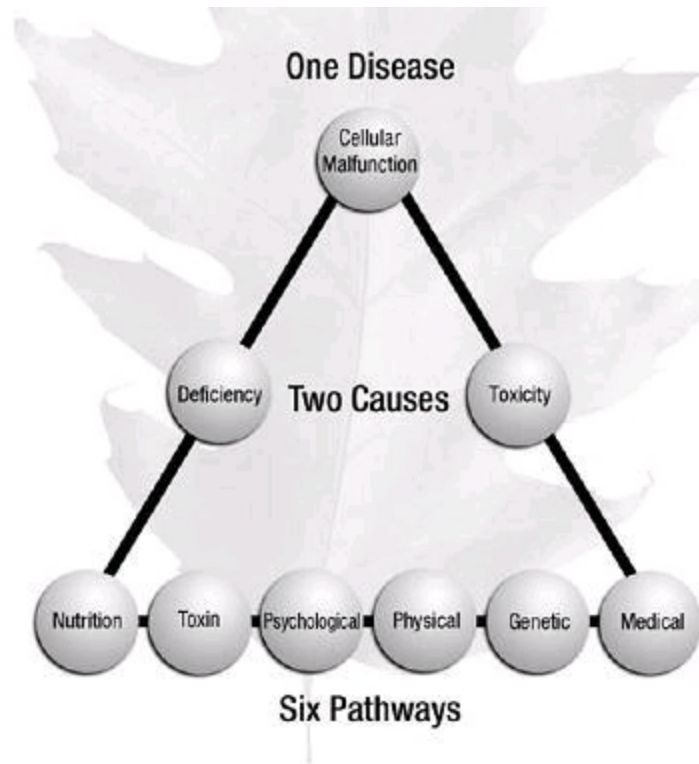 One Disease
Cellular
Malfunction
Deficiency
Two Causes
Toxicity
Nutrition
Toxin
Psychological
Physical
Genetic
Medical
Six Pathways